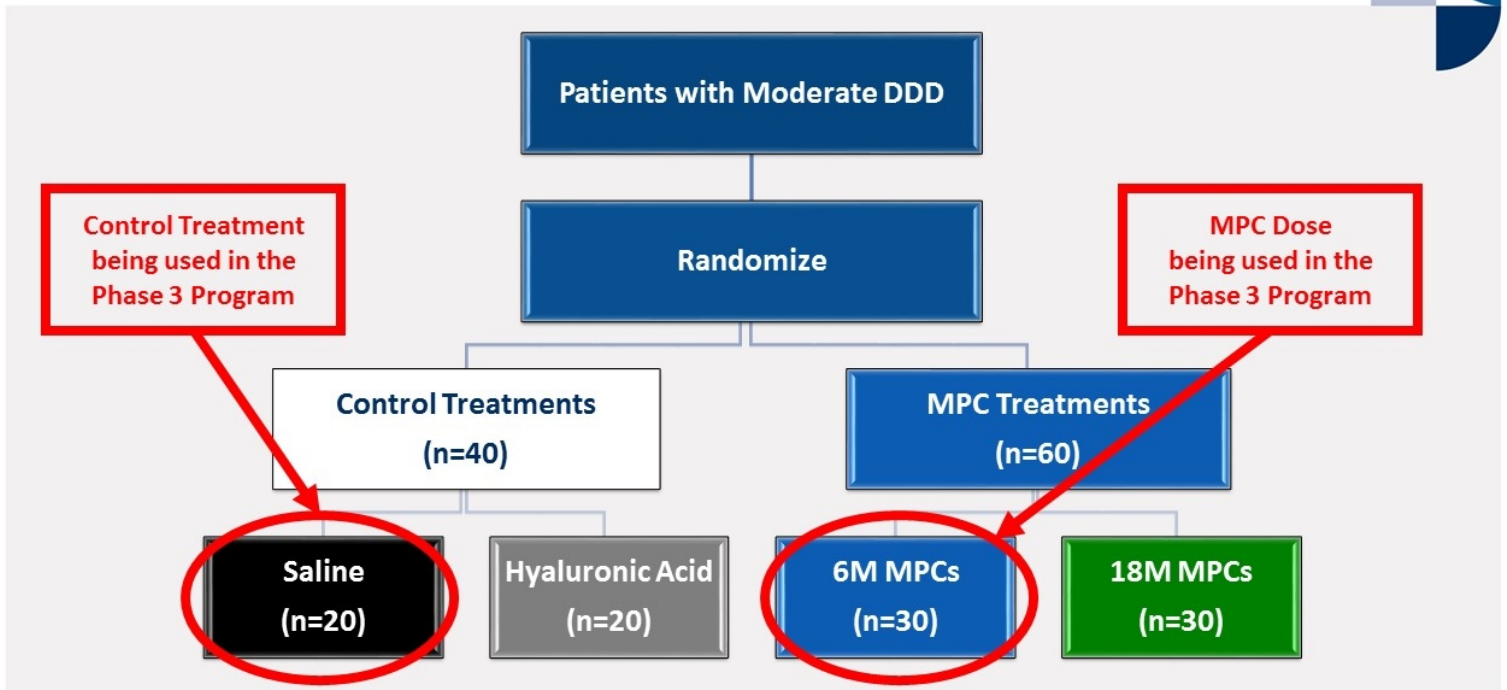 Patients with Moderate DDD
Control Treatment
being used in the
Phase 3 Program
Randomize
MPC Dose
being used in the
Phase 3 Program
Control Treatments
(n=40)
MPC Treatments
(n=60)
Saline
(n=20)
Hyaluronic Acid
(n=20)
6M MPCs
(n=30)
18M MPCs
(n=30)